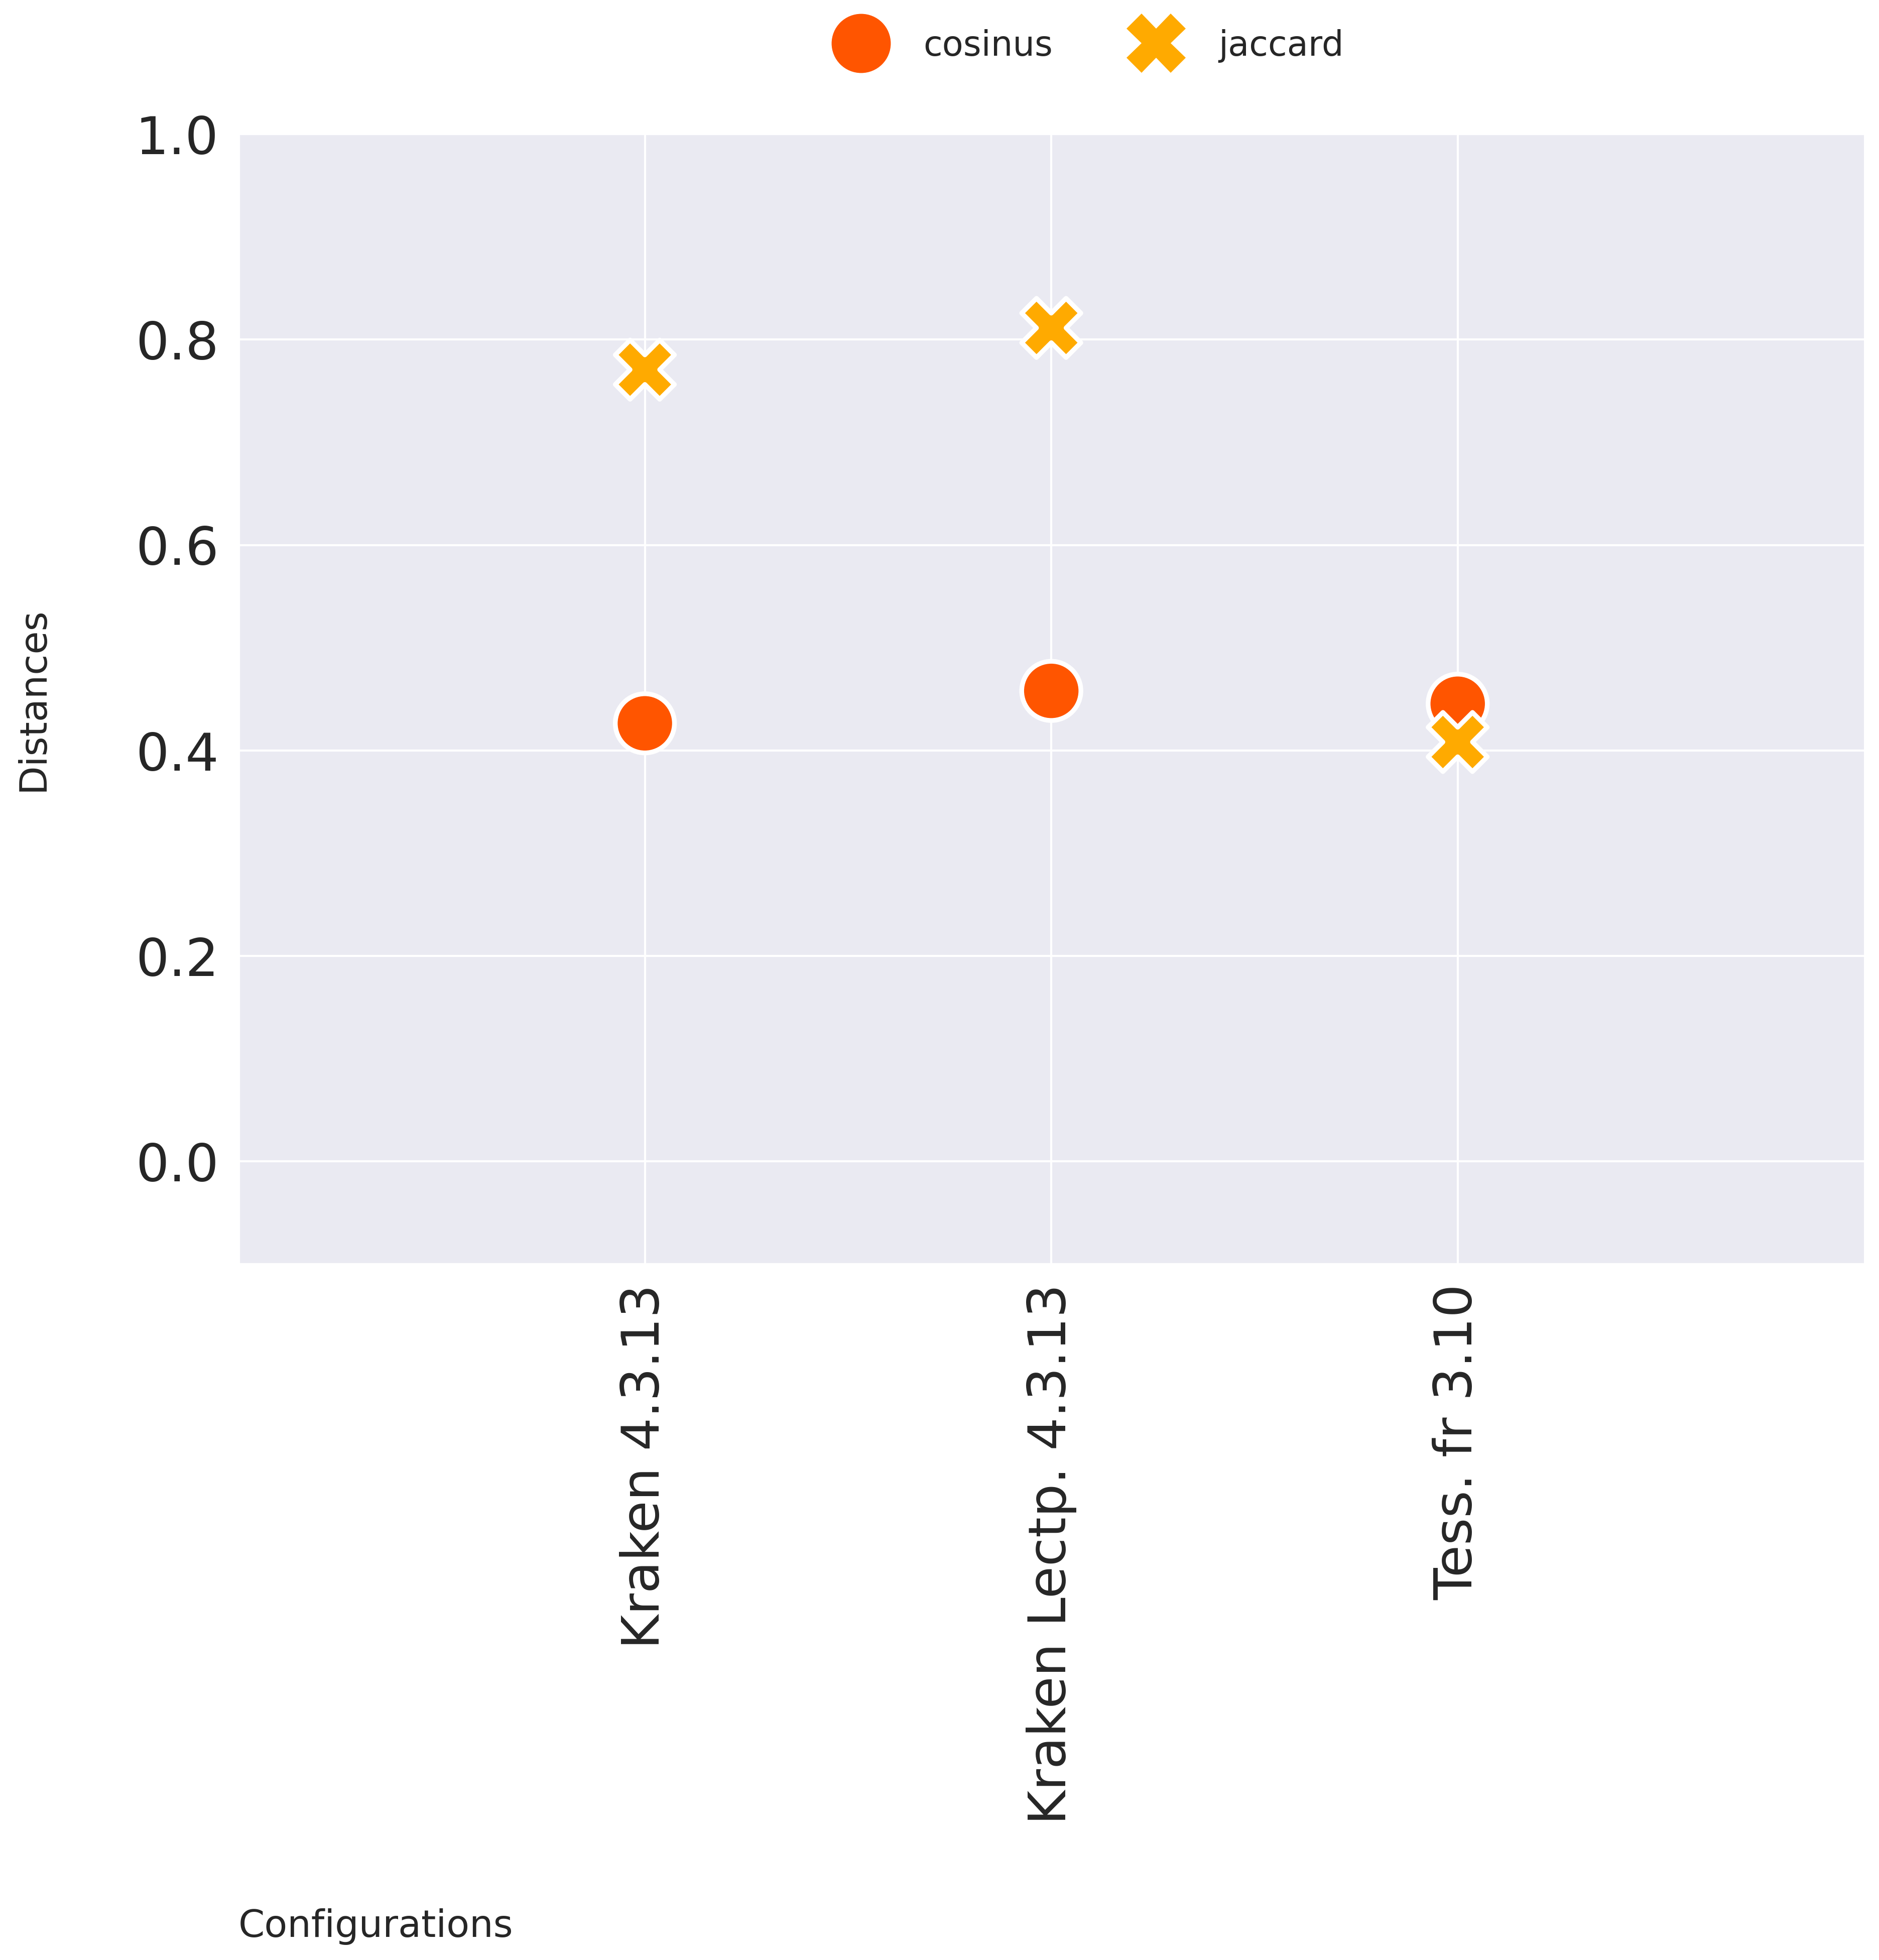 cosinus jaccard
1.0
0.8
0.6
0.4
0.2
0.0
Distances
Kraken 4.3.13
Kraken Lectp. 4.3.13
Tess. fr 3.10
Configurations